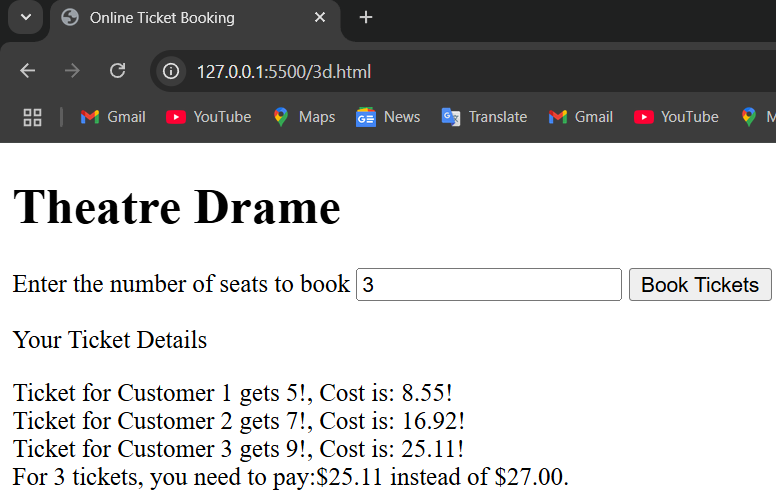 Online Ticket Booking
127.0.0.1:5500/3d.html
Gmail YouTube Maps News Translate Gmail YouTube M
Theatre Drame
Enter the number of seats to book 3 Book Tickets
Your Ticket Details
Ticket for Customer 1 gets 5!, Cost is: 8.55!
Ticket for Customer 2 gets 7!, Cost is: 16.92!
Ticket for Customer 3 gets 9!, Cost is: 25.11!
For 3 tickets, you need to pay:$25.11 instead of $27.00.